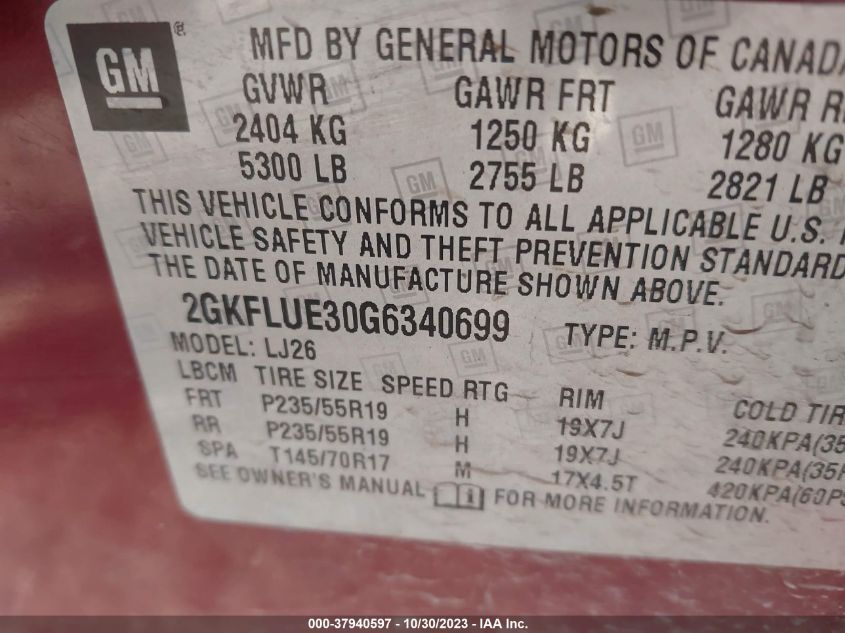 GM
MFD BY GENERAL MOTORS OF CANADA
GVWR GAWR FRT GAWR
2404 KG 1250 KG 1280 KG
5300 LB 2755 LB 2821 LB
THIS VEHICLE CONFORMS TO ALL APPLICABLE U.S.
VEHICLE SAFETY AND THEFT PREVENTION STANDARD
THE DATE OF MANUFACTURE SHOWN ABOVE.
2GKFLUE30G6340699 TYPE: M.P.V.
MODEL: LJ26
LBCM TIRE SIZE SPEED RTG RIM COLD TIR
FRT P235/55R19 H 19X7J 240KPA(35
RR P235/55R19 H 19X7J 240KPA(35
SPA T145/70R17 M 17X4.5T 420KPA(60PS
SEE OWNER'S MANUAL FOR MORE INFORMATION.
000-37940597 - 10/30/2023 - IAA Inc.